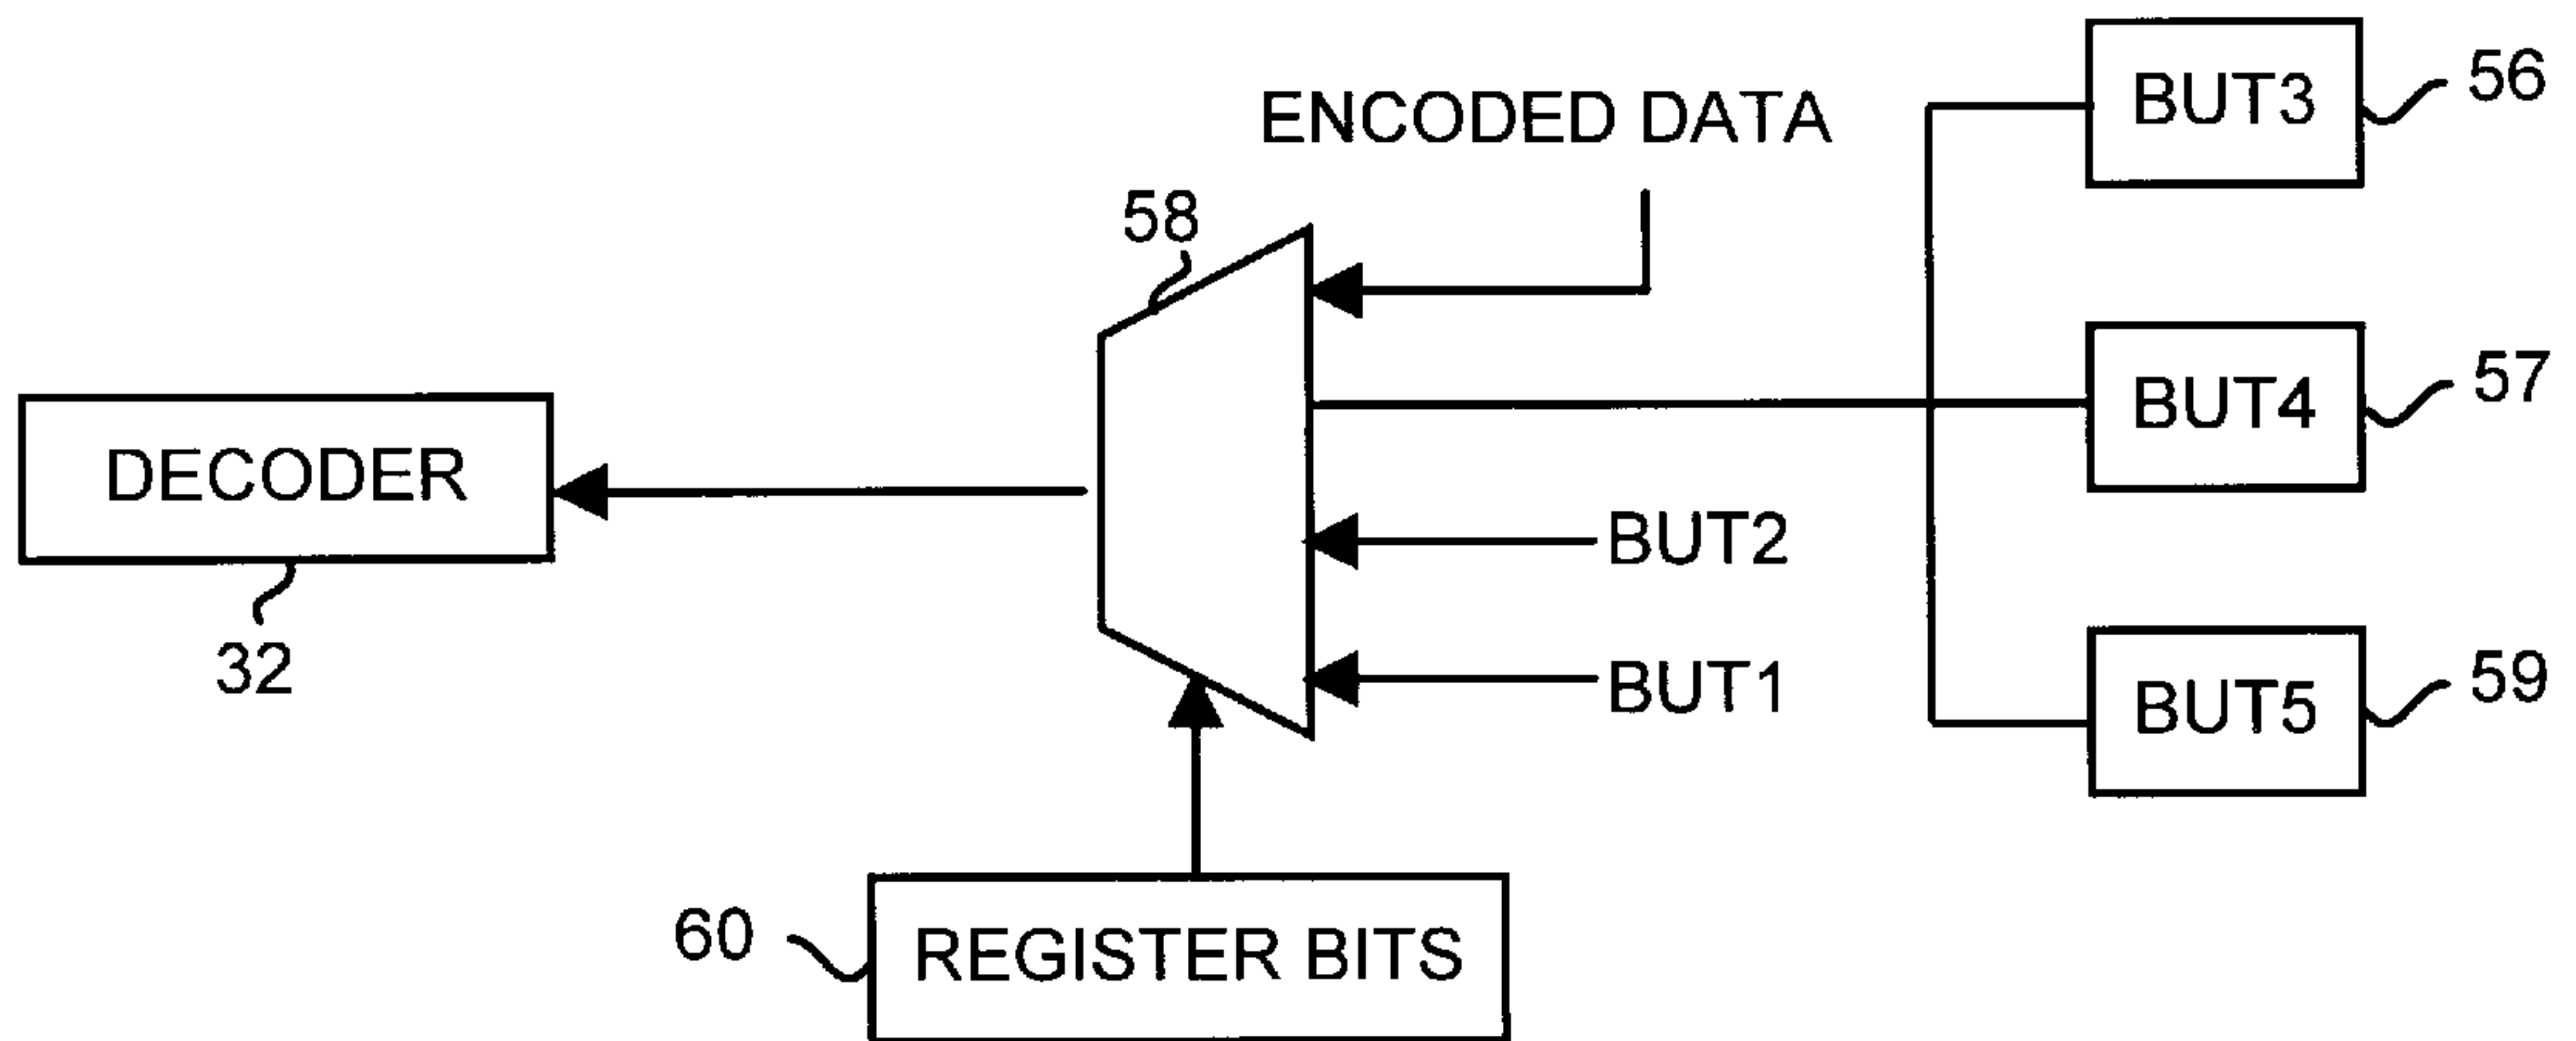 BUT3
56
ENCODED DATA
58
BUT4
57
DECODER
BUT2
32
BUT1
BUT5
59
60
REGISTER BITS